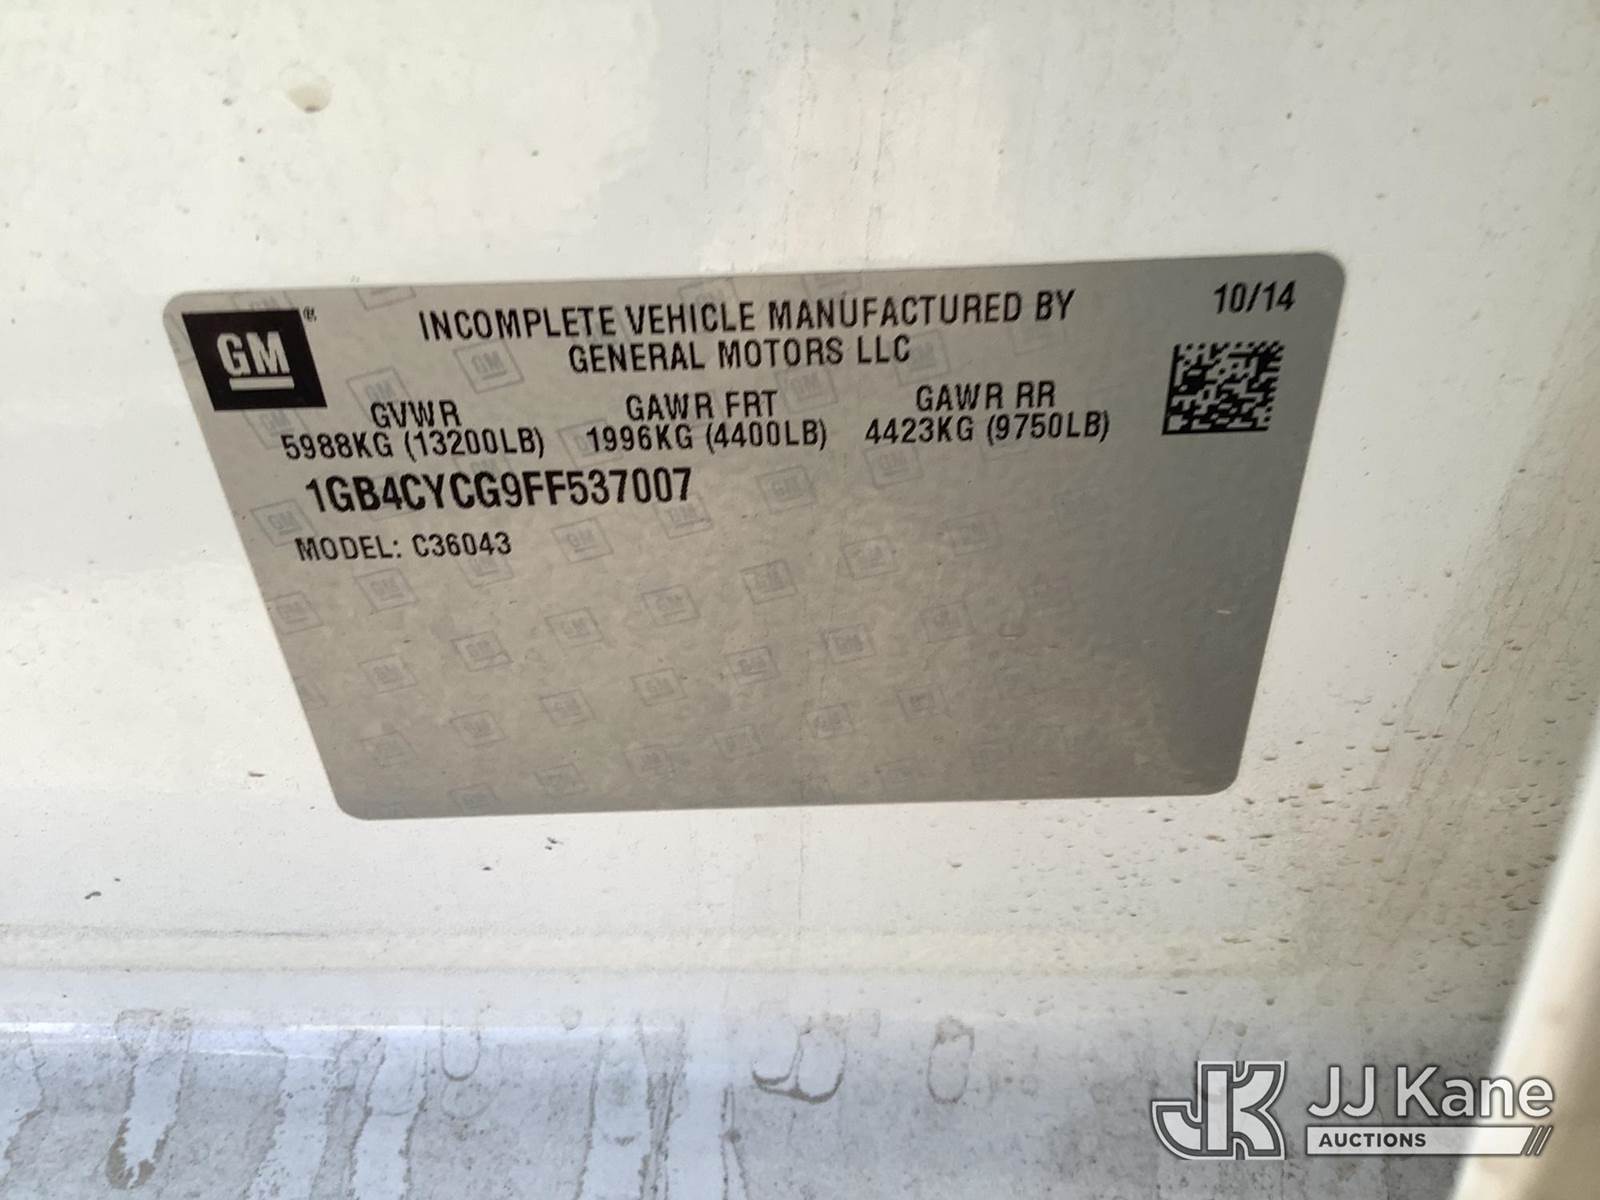 GM®
INCOMPLETE VEHICLE MANUFACTURED BY
GENERAL MOTORS LLC
10/14
GVWR GAWR FRT GAWR RR
5988KG (13200LB) 1996KG (4400LB) 4423KG (9750LB)
1GB4CYCG9FF537007
MODEL: C36043
JK JJ Kane
AUCTIONS